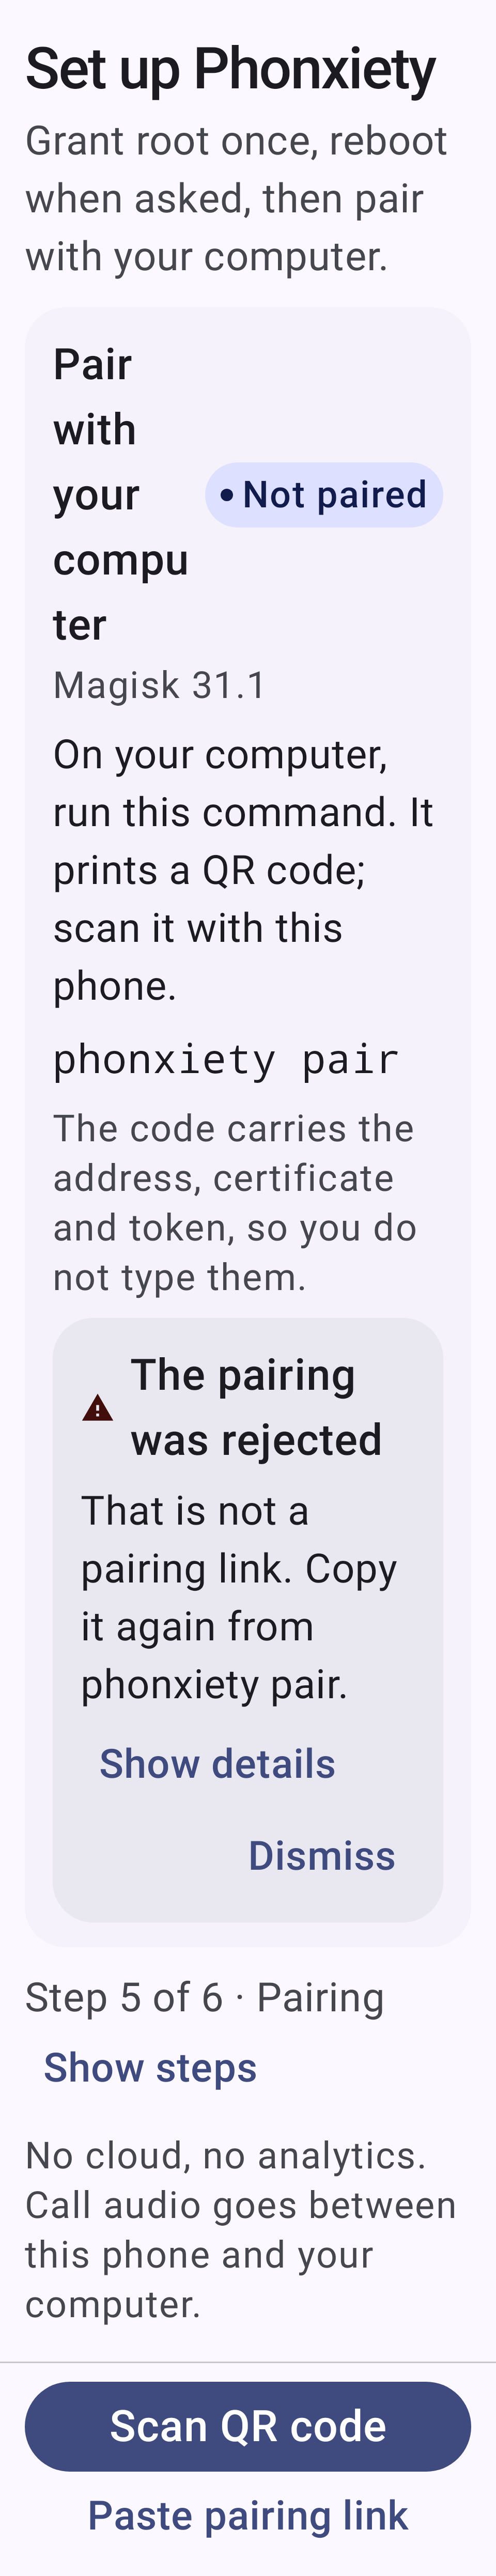 Set up Phonxiety
Grant root once, reboot
when asked, then pair
with your computer.
Pair
with
your
compu
ter
Not paired
Magisk 31.1
On your computer,
run this command. It
prints a QR code;
scan it with this
phone.
phonxiety pair
The code carries the
address, certificate
and token, so you do
not type them.
The pairing
was rejected
That is not a
pairing link. Copy
it again from
phonxiety pair.
Show details
Dismiss
Step 5 of 6 · Pairing
Show steps
No cloud, no analytics.
Call audio goes between
this phone and your
computer.
Scan QR code
Paste pairing link